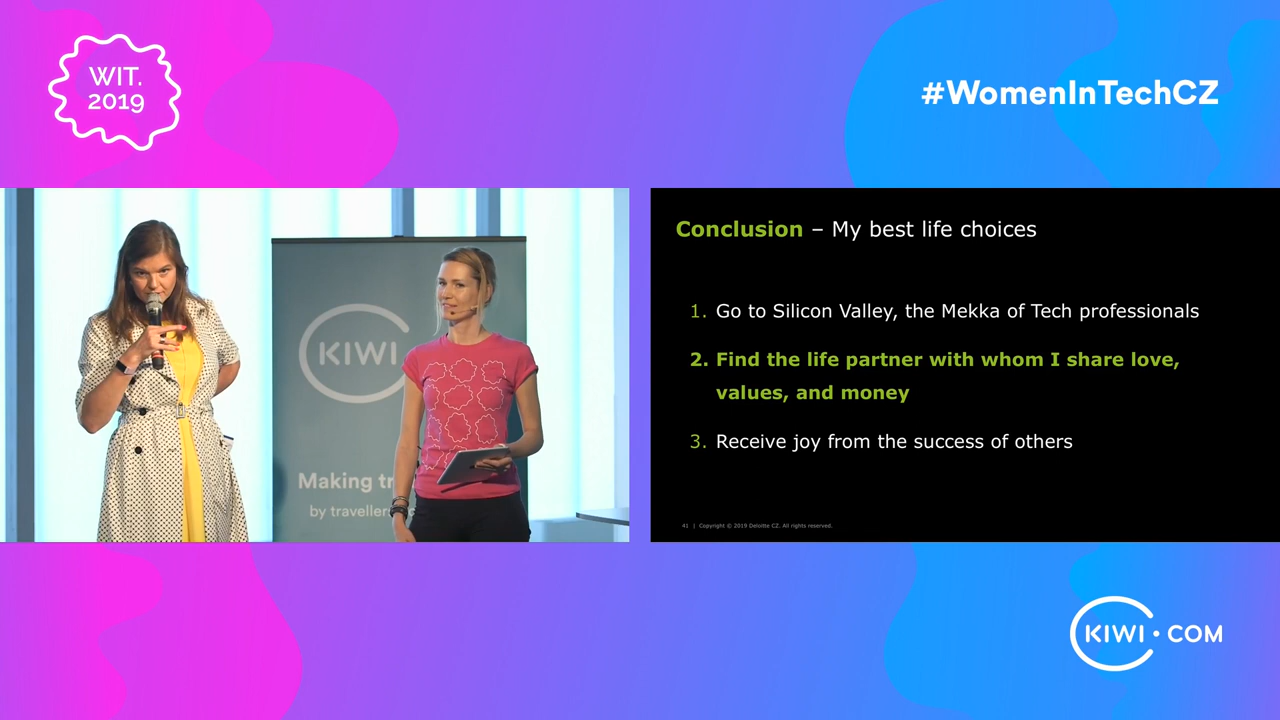 WIT.
2019
#WomenInTechCZ
KIWI
Making
by
Conclusion – My best life choices
1. Go to Silicon Valley, the Mekka of Tech professionals
2. Find the life partner with whom I share love,
values, and money
3. Receive joy from the success of others
41 | Copyright © 2019 Deloitte CZ. All rights reserved.
KIWI.COM